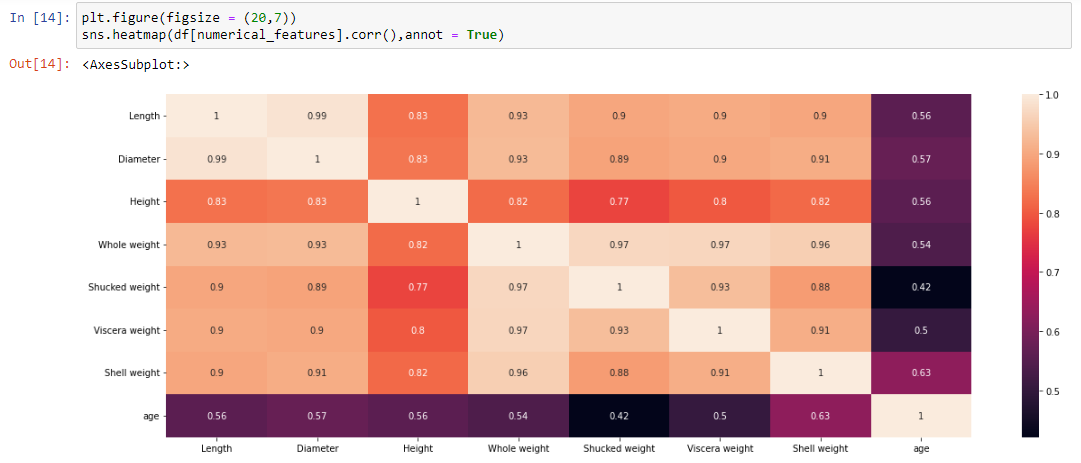 In [14]: plt.figure(figsize = (20,7))
sns.heatmap(df[numerical_features].corr(),annot = True)
Out[14]: <AxesSubplot:>
1.0
Length 1 0.99 0.83 0.93 0.9 0.9 0.9 0.56
Diameter 0.99 1 0.83 0.93 0.89 0.9 0.91 0.57
0.9
Height 0.83 0.83 1 0.82 0.77 0.8 0.82 0.56
0.8
Whole weight 0.93 0.93 0.82 1 0.97 0.97 0.96 0.54
0.7
Shucked weight 0.9 0.89 0.77 0.97 1 0.93 0.88 0.42
Viscera weight 0.9 0.9 0.8 0.97 0.93 1 0.91 0.5
0.6
Shell weight 0.9 0.91 0.82 0.96 0.88 0.91 1 0.63
0.5
age 0.56 0.57 0.56 0.54 0.42 0.5 0.63 1
Length Diameter Height Whole weight Shucked weight Viscera weight Shell weight age